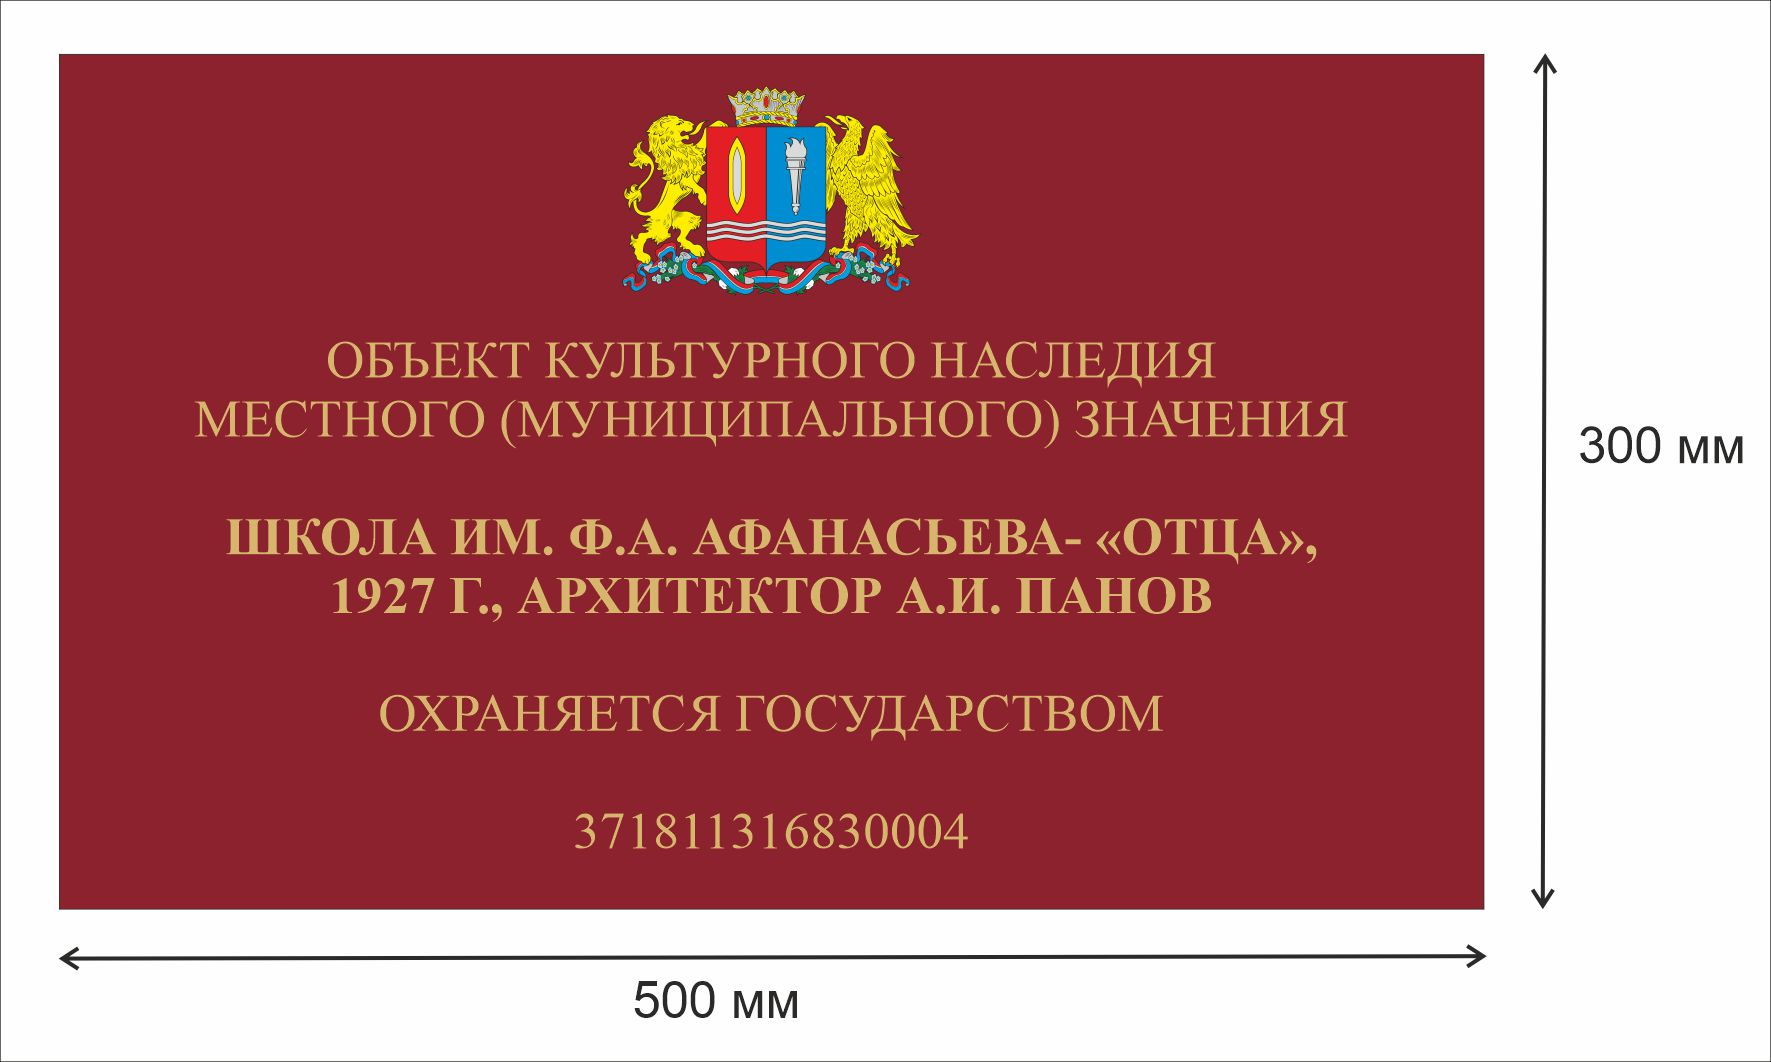 ОБЪЕКТ КУЛЬТУРНОГО НАСЛЕДИЯ
МЕСТНОГО (МУНИЦИПАЛЬНОГО) ЗНАЧЕНИЯ
ШКОЛА ИМ. Ф.А. АФАНАСЬЕВА- «ОТЦА»,
1927 Г., АРХИТЕКТОР А.И. ПАНОВ
ОХРАНЯЕТСЯ ГОСУДАРСТВОМ
371811316830004
300 мм
500 мм